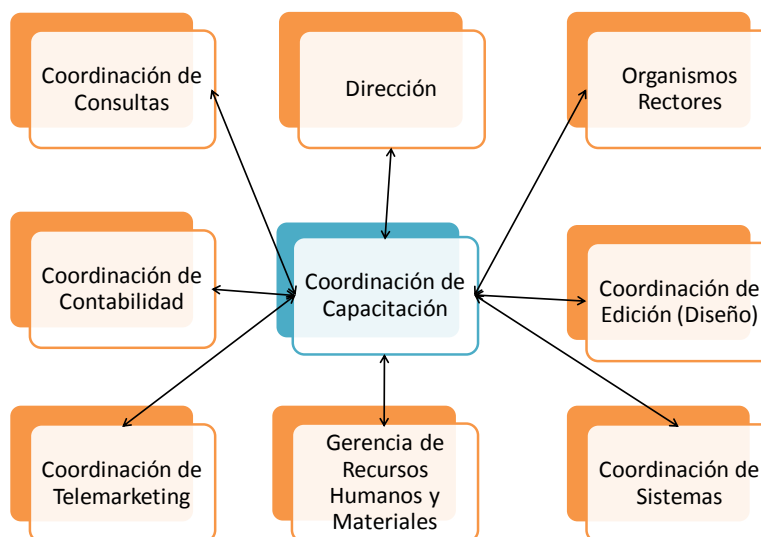 Coordinación de
Consultas
Dirección
Organismos
Rectores
Coordinación de
Contabilidad
Coordinación de
Capacitación
Coordinación de
Edición (Diseño)
Coordinación de
Telemarketing
Gerencia de
Recursos
Humanos y
Materiales
Coordinación de
Sistemas